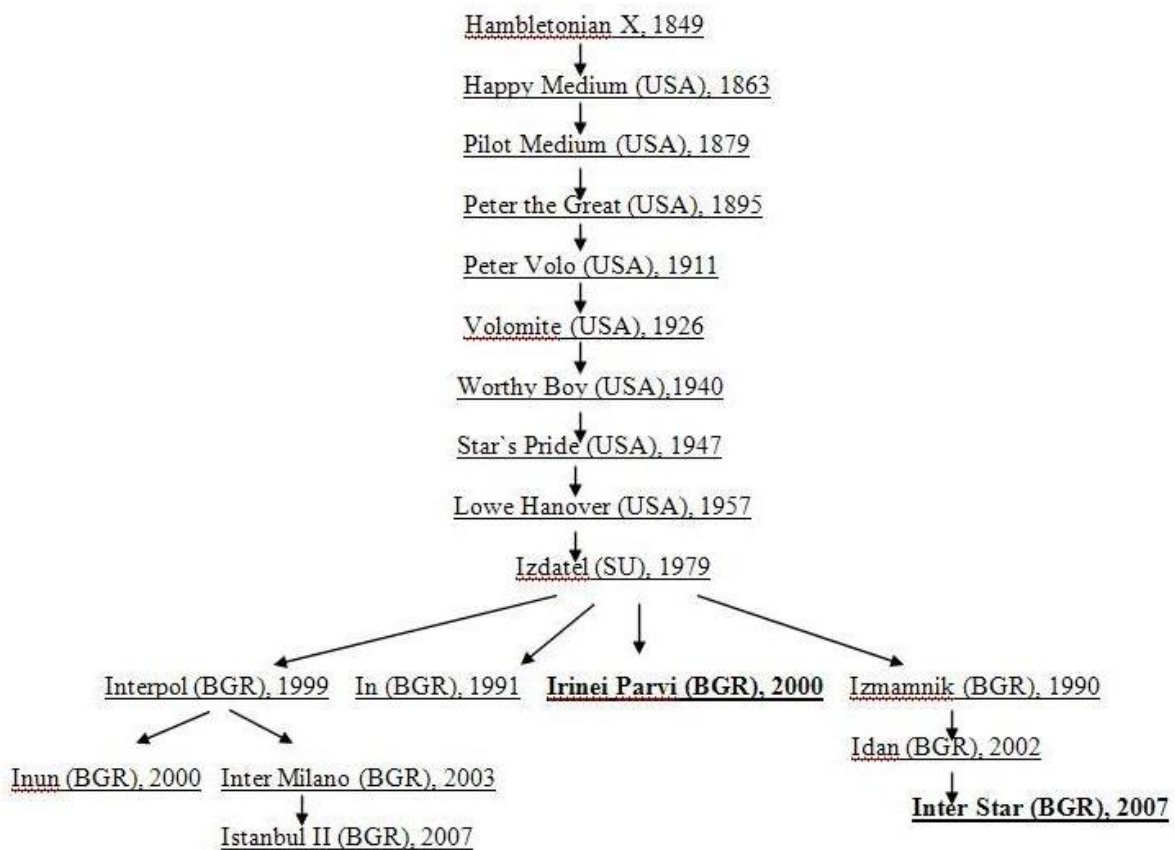 Hambletonian X, 1849
Happy Medium (USA), 1863
Pilot Medium (USA), 1879
Peter the Great (USA), 1895
Peter Volo (USA), 1911
Volomite (USA), 1926
Worthy Boy (USA),1940
Star`s Pride (USA), 1947
Lowe Hanover (USA), 1957
Izdatel (SU), 1979
Interpol (BGR), 1999 In (BGR), 1991 Irinei Parvi (BGR), 2000 Izmamnik (BGR), 1990
Idan (BGR), 2002
Inun (BGR), 2000 Inter Milano (BGR), 2003
Inter Star (BGR), 2007
Istanbul II (BGR), 2007